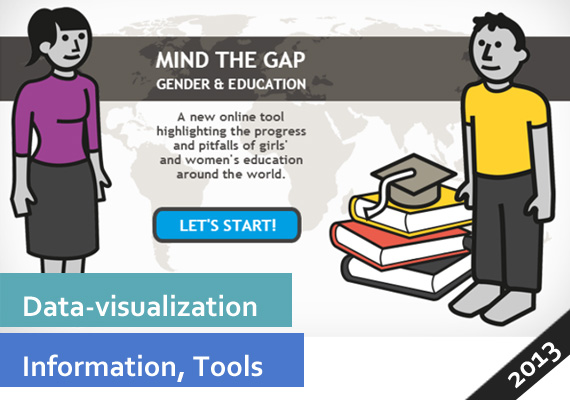 MIND THE GAP
GENDER & EDUCATION
A new online tool
highlighting the progress
and pitfalls of girls'
and women's education
around the world.
LET'S START!
Data-visualization
Information, Tools
2013